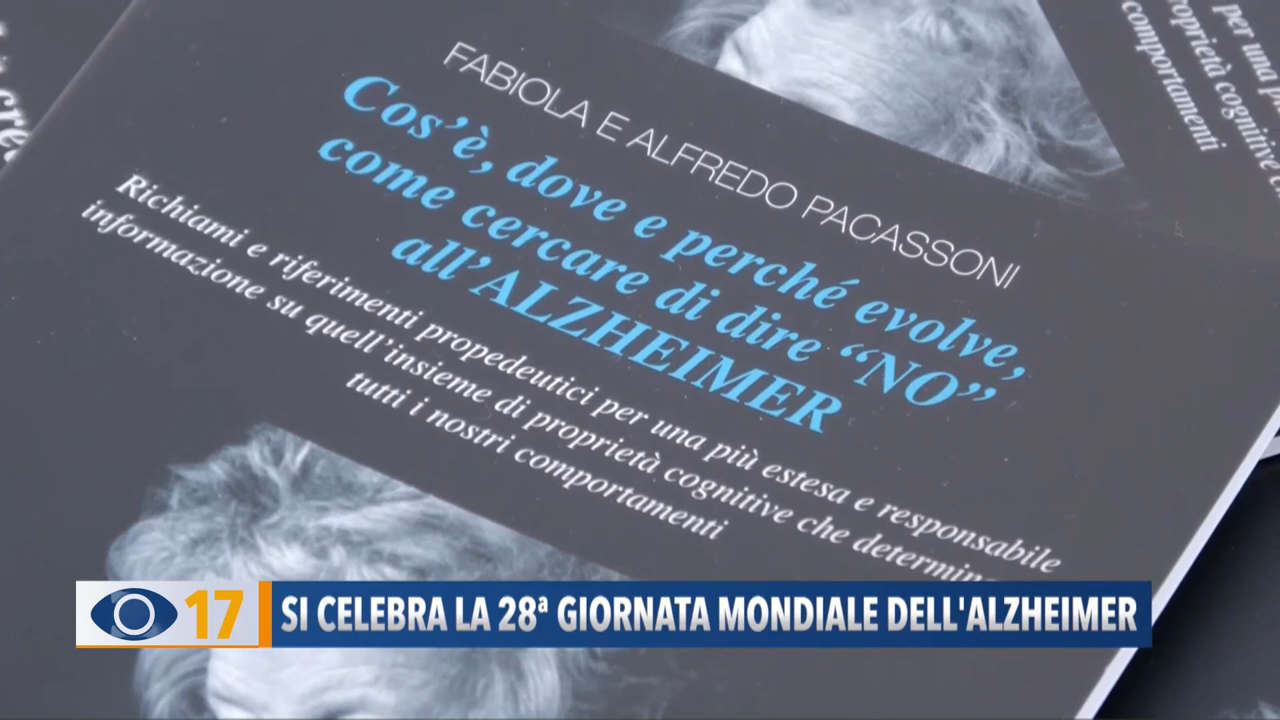 FABIOLA E ALFREDO PACASSONI
Cos'è, dove e perché evolve,
come cercare di dire “NO”
all'ALZHEIMER
Richiami e riferimenti propedeutici per una più estesa e responsabile
informazione su quell'insieme di proprietà cognitive che
tutti i nostri comportamenti
per una
proprietà cognitive
comportamenti
17
SI CELEBRA LA 28ª GIORNATA MONDIALE DELL'ALZHEIMER